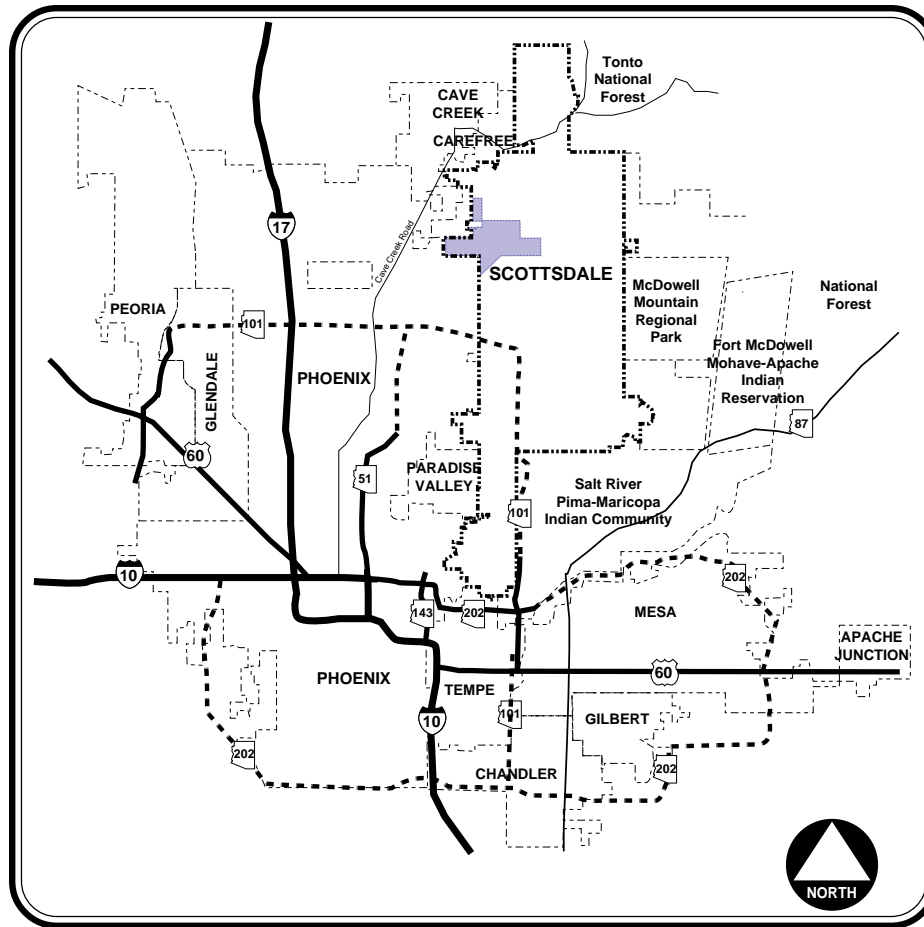 Tonto
National
Forest
CAVE
CREEK
CAREFREE
17
Cave Creek Road
SCOTTSDALE
McDowell
Mountain
Regional
Park
National
Forest
PEORIA
101
GLENDALE
PHOENIX
Fort McDowell
Mohave-Apache
Indian
Reservation
87
60
51
PARADISE
VALLEY
Salt River
Pima-Maricopa
Indian Community
101
10
202
143
202
MESA
APACHE
JUNCTION
60
PHOENIX
TEMPE
10
101
GILBERT
202
CHANDLER
202
NORTH